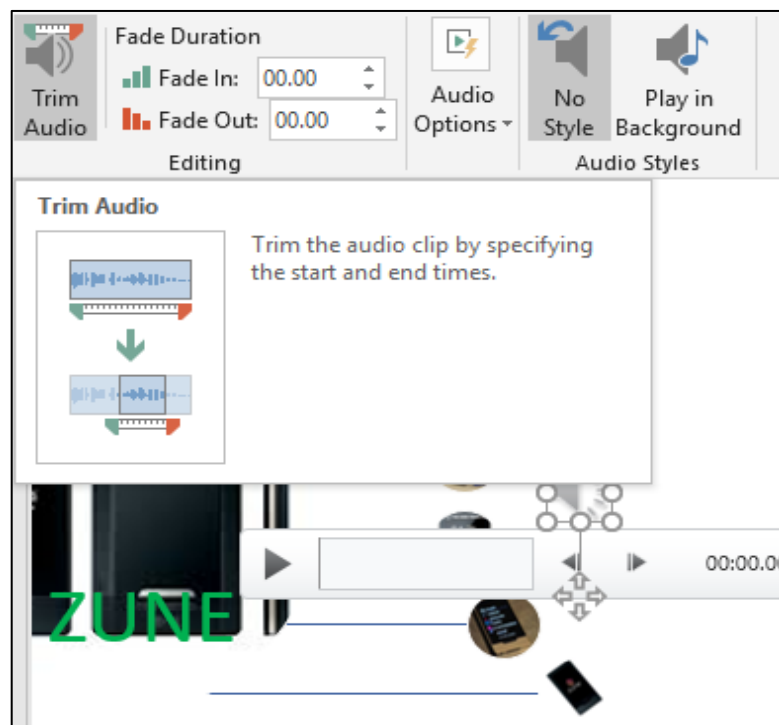 Fade Duration
Fade In: 00.00
Fade Out: 00.00
Trim
Audio
Editing
Audio
Options
No
Style
Play in
Background
Audio Styles
Trim Audio
Trim the audio clip by specifying
the start and end times.
00:00.00
ZUNE